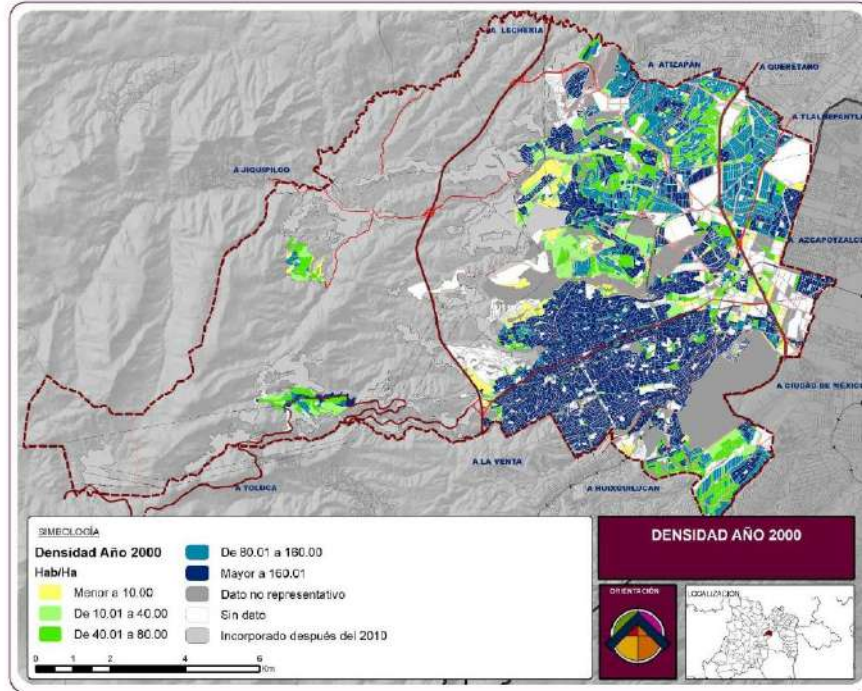 A LECHERIA
A ATIZAPÁN
A QUERETARO
A TLALNEPANTLA
A JIQUIPILCO
A AZCAPOTZALCO
A CIUDAD DE MÉXICO
A LA VENTA
A TOLUCA
A HUIXQUILUCAN
SIMBOLOGÍA
Densidad Año 2000
Hab/Ha
Menor a 10.00
De 10.01 a 40.00
De 40.01 a 80.00
De 80.01 a 160.00
Mayor a 160.01
Dato no representativo
Sin dato
Incorporado después del 2010
0 1 2 4 6
Km
DENSIDAD AÑO 2000
ORIENTACIÓN
LOCALIZACIÓN